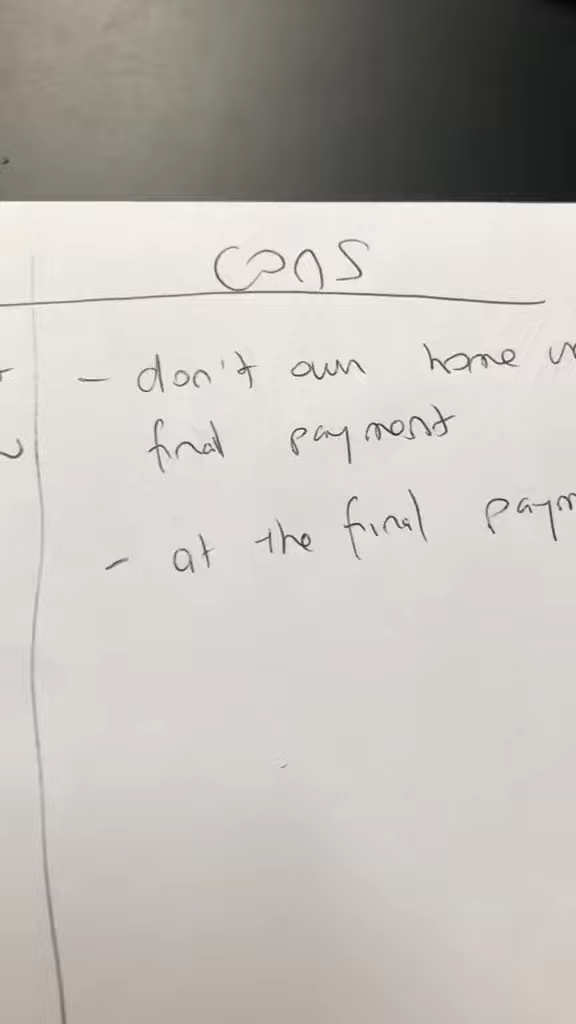 cons
- don't own home
final payment
- at the final